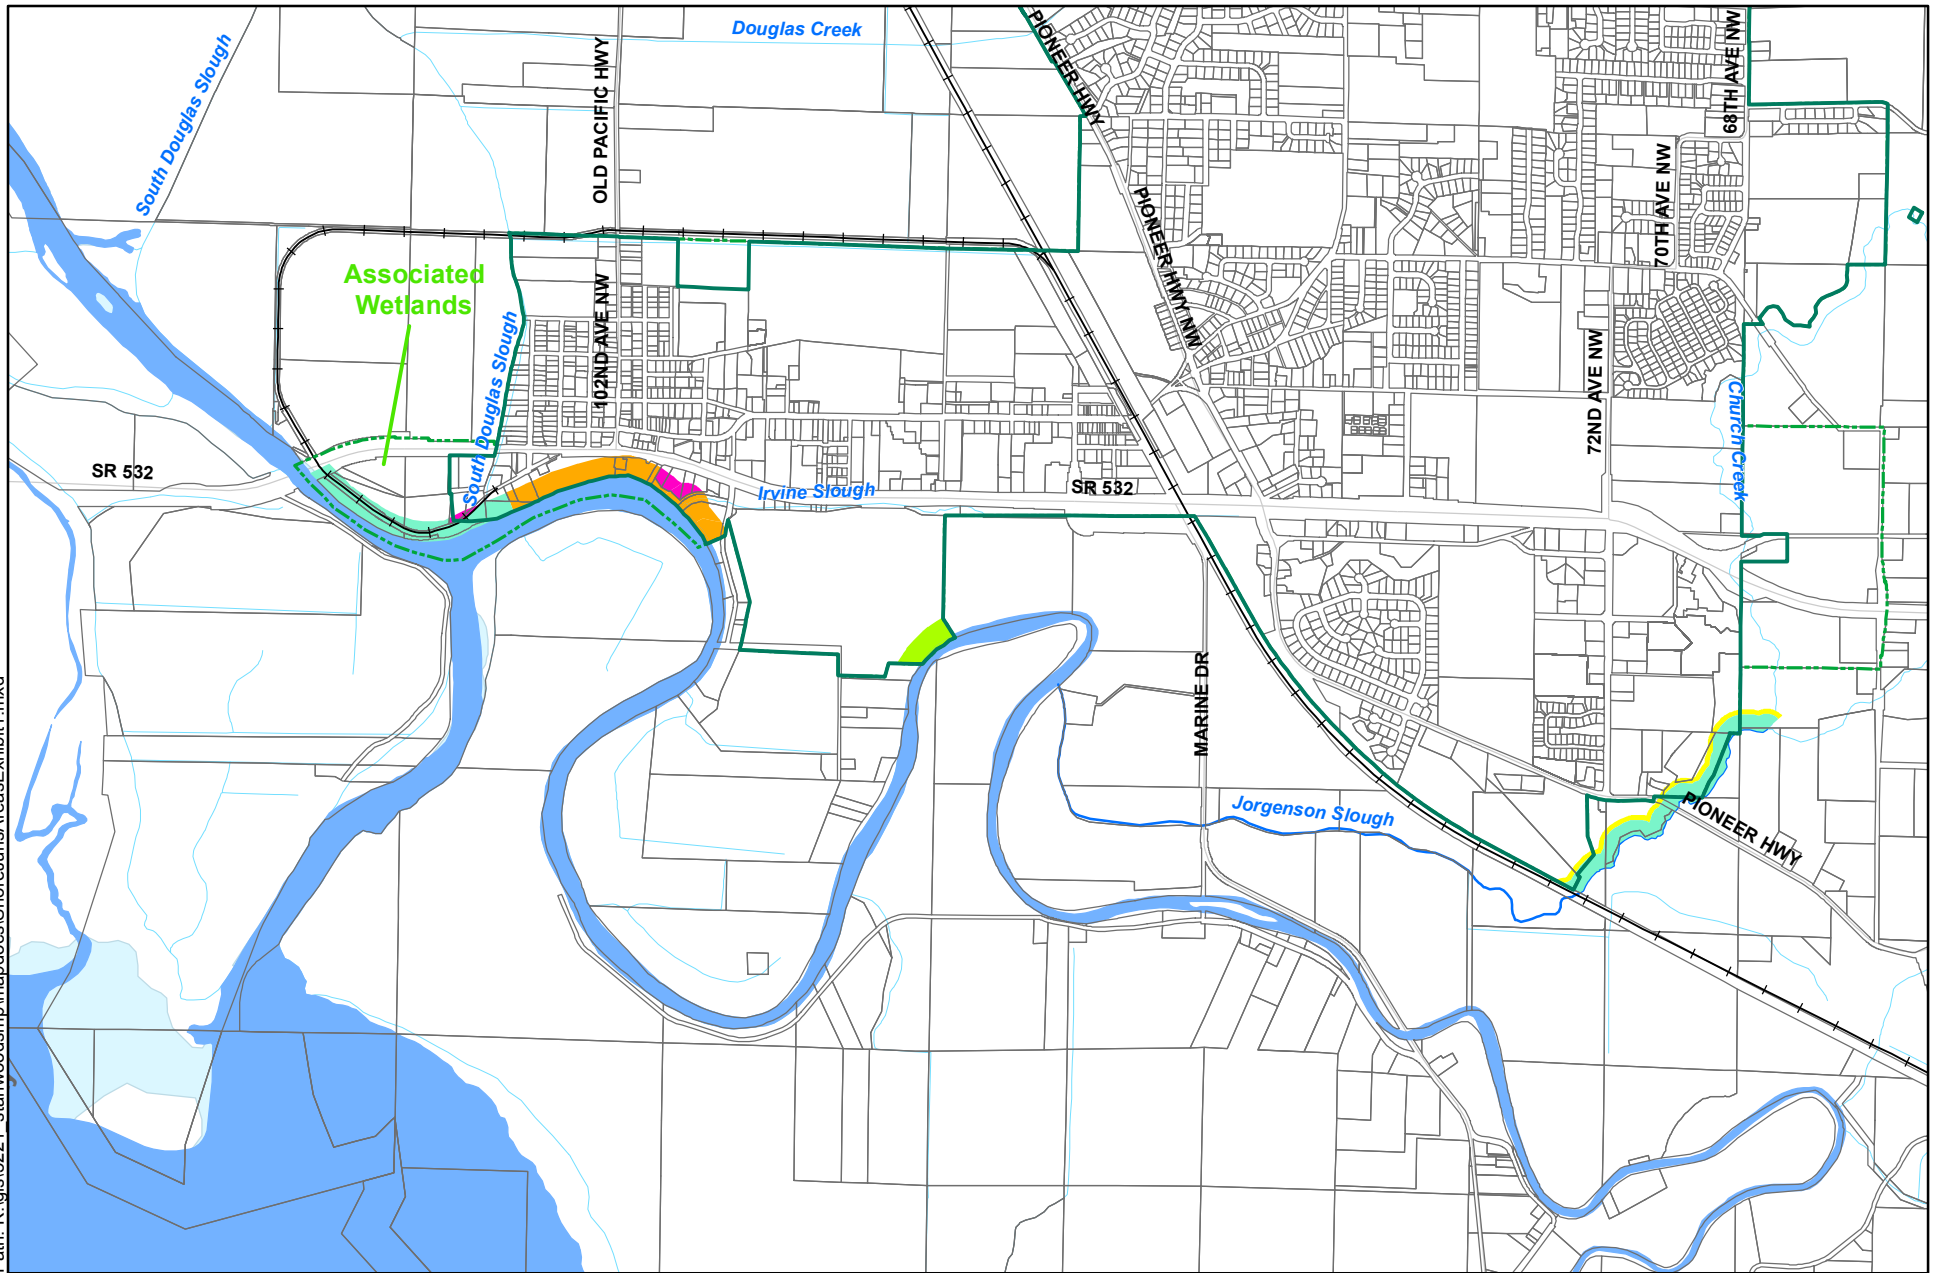 Douglas Creek
South Douglas Slough
OLD PACIFIC HWY
PIONEER HWY
68TH AVE NW
70TH AVE NW
PIONEER HWY NW
Associated
Wetlands
102ND AVE NW
South Douglas Slough
72ND AVE NW
Church Creek
SR 532
Irvine Slough
SR 532
MARINE DR
Jorgenson Slough
PIONEER HWY